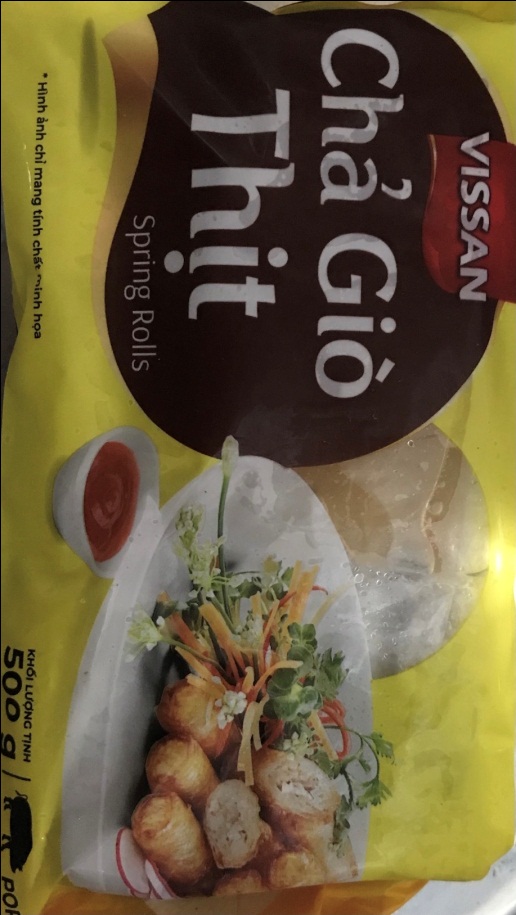 VISSAN
Chả Giò
Thịt
Spring Rolls
* Hình ảnh chỉ mang tính chất minh họa
KHỐI LƯỢNG TỊNH
500 g